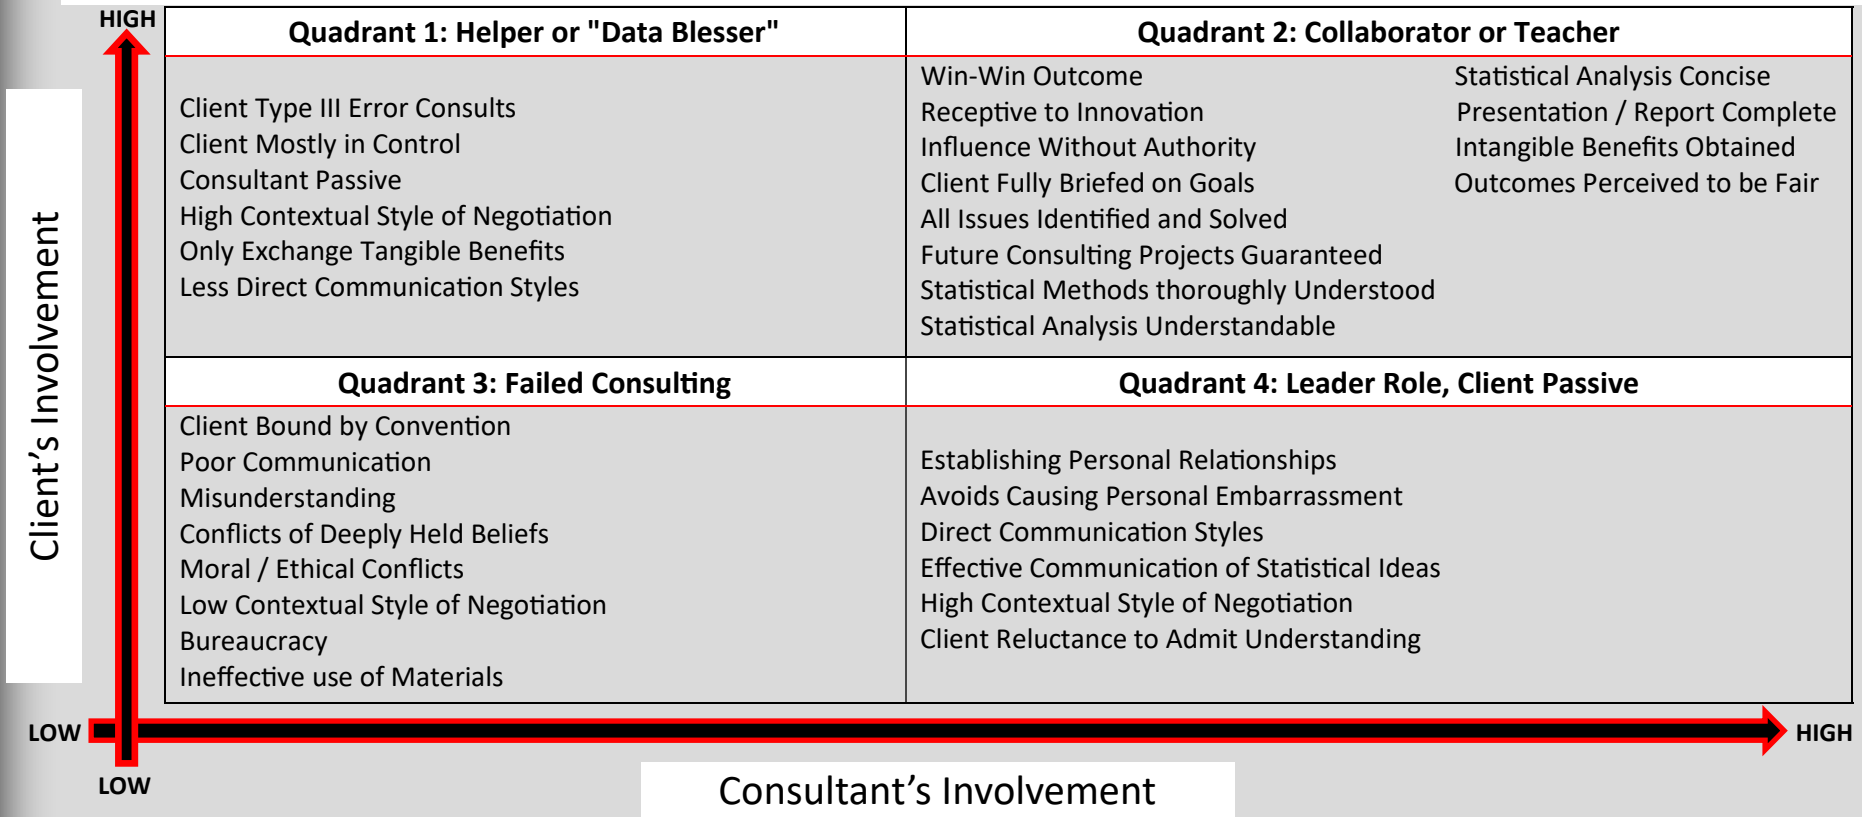 HIGH
Quadrant 1: Helper or "Data Blesser"
Client Type III Error Consults
Client Mostly in Control
Consultant Passive
High Contextual Style of Negotiation
Only Exchange Tangible Benefits
Less Direct Communication Styles
Quadrant 2: Collaborator or Teacher
Win-Win Outcome
Receptive to Innovation
Influence Without Authority
Client Fully Briefed on Goals
All Issues Identified and Solved
Future Consulting Projects Guaranteed
Statistical Methods thoroughly Understood
Statistical Analysis Understandable
Statistical Analysis Concise
Presentation / Report Complete
Intangible Benefits Obtained
Outcomes Perceived to be Fair
Client's Involvement
Quadrant 3: Failed Consulting
Client Bound by Convention
Poor Communication
Misunderstanding
Conflicts of Deeply Held Beliefs
Moral / Ethical Conflicts
Low Contextual Style of Negotiation
Bureaucracy
Ineffective use of Materials
Quadrant 4: Leader Role, Client Passive
Establishing Personal Relationships
Avoids Causing Personal Embarrassment
Direct Communication Styles
Effective Communication of Statistical Ideas
High Contextual Style of Negotiation
Client Reluctance to Admit Understanding
LOW
HIGH
LOW
Consultant's Involvement